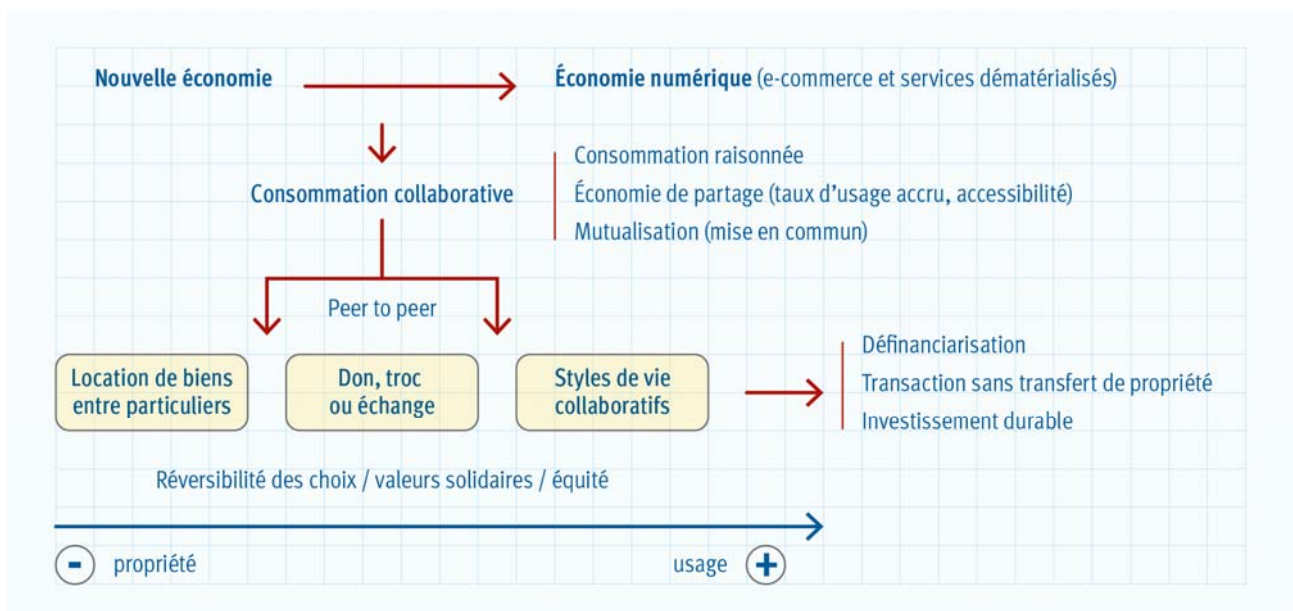 Nouvelle économie
Économie numérique (e-commerce et services dématérialisés)
Consommation collaborative
Consommation raisonnée
Économie de partage (taux d'usage accru, accessibilité)
Mutualisation (mise en commun)
Peer to peer
Location de biens
entre particuliers
Don, troc
ou échange
Styles de vie
collaboratifs
Définanciarisation
Transaction sans transfert de propriété
Investissement durable
Réversibilité des choix / valeurs solidaires / équité
- propriété
usage +